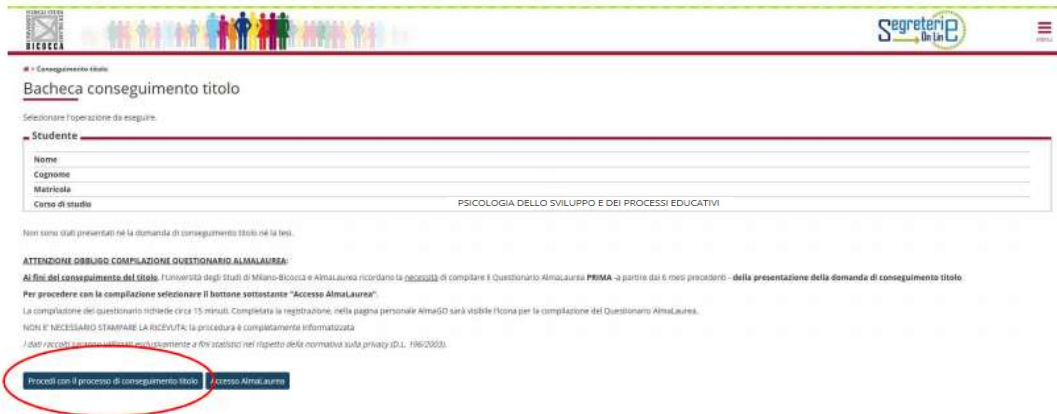 BICOCCA
Segreterie
On Line
> Conseguimento titolo
Bacheca conseguimento titolo
Selezionare l'operazione da eseguire.
Studente
Nome
Cognome
Matricola
Corso di studio PSICOLOGIA DELLO SVILUPPO E DEI PROCESSI EDUCATIVI
Non sono stati presentati né la domanda di conseguimento titolo né la tesi.
ATTENZIONE OBBLIGO COMPILAZIONE QUESTIONARIO ALMALAUREA:
Ai fini del conseguimento del titolo, l'Università degli Studi di Milano-Bicocca e AlmaLaurea ricordano la necessità di compilare il Questionario AlmaLaurea PRIMA -a partire dai 6 mesi precedenti - della presentazione della domanda di conseguimento titolo.
Per procedere con la compilazione selezionare il bottone sottostante "Accesso AlmaLaurea".
La compilazione del questionario richiede circa 15 minuti. Completata la registrazione, nella pagina personale AlmaGO sarà visibile l'icona per la compilazione del Questionario AlmaLaurea.
NON E' NECESSARIO STAMPARE LA RICEVUTA: la procedura è completamente informatizzata
I dati raccolti saranno utilizzati esclusivamente a fini statistici nel rispetto della normativa sulla privacy (D.L. 196/2003).
Procedi con il processo di conseguimento titolo Accesso AlmaLaurea